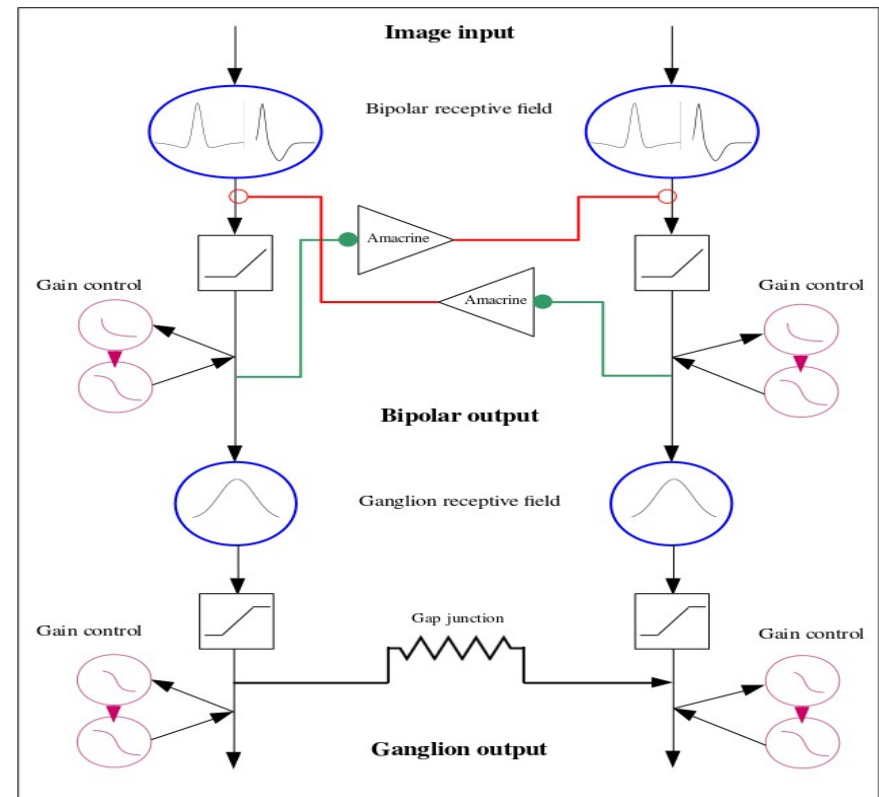 Image input
Bipolar receptive field
Amacrine
Amacrine
Gain control
Gain control
Bipolar output
Ganglion receptive field
Gap junction
Gain control
Gain control
Ganglion output